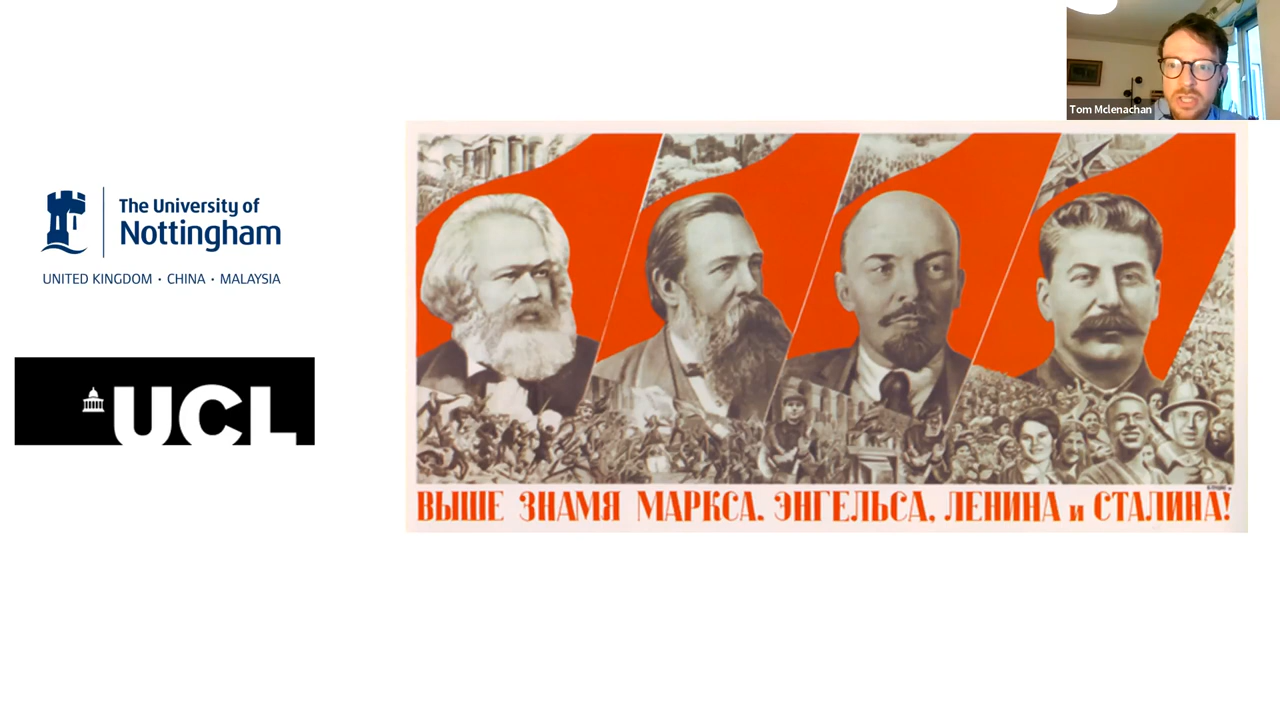 Tom Mclenachan
The University of
Nottingham
UNITED KINGDOM · CHINA · MALAYSIA
UCL
ВЫШЕ ЗНАМЯ МАРКСА, ЭНГЕЛЬСА, ЛЕНИНА и СТАЛИНА!